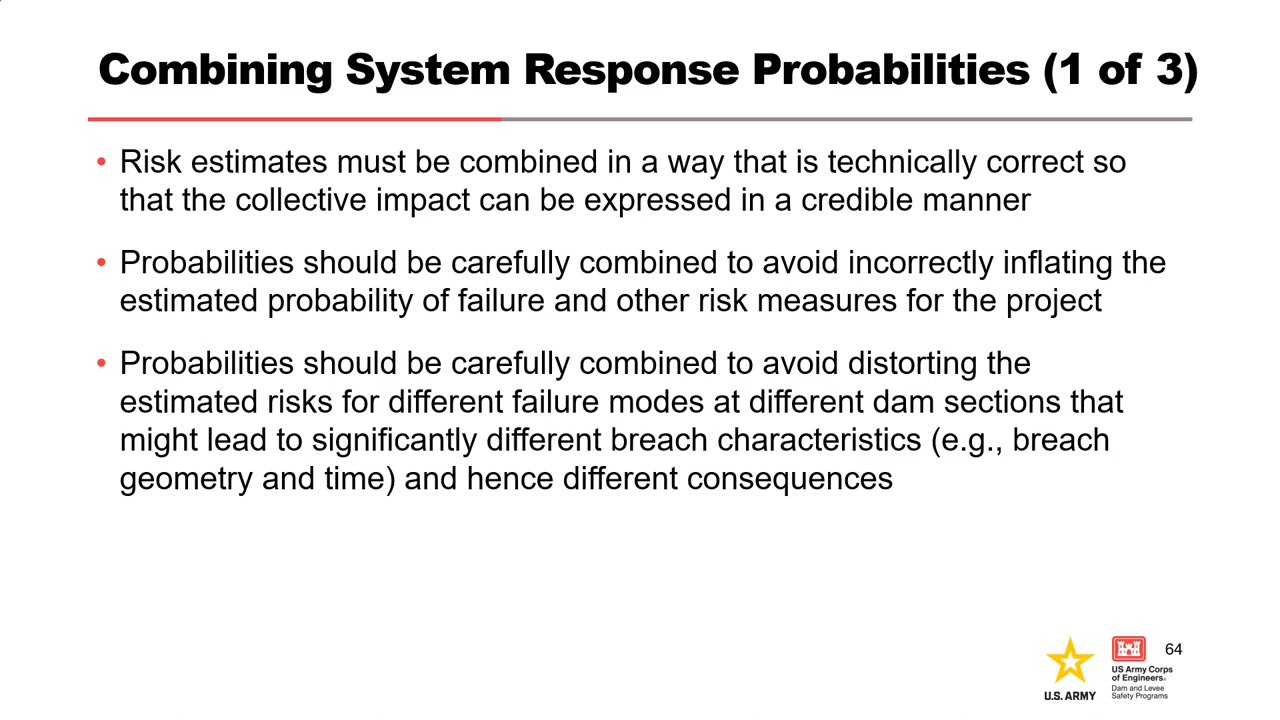 Combining System Response Probabilities (1 of 3)
• Risk estimates must be combined in a way that is technically correct so
that the collective impact can be expressed in a credible manner
• Probabilities should be carefully combined to avoid incorrectly inflating the
estimated probability of failure and other risk measures for the project
• Probabilities should be carefully combined to avoid distorting the
estimated risks for different failure modes at different dam sections that
might lead to significantly different breach characteristics (e.g., breach
geometry and time) and hence different consequences
64
U.S. ARMY
US Army Corps
of Engineers®
Dam and Levee
Safety Programs